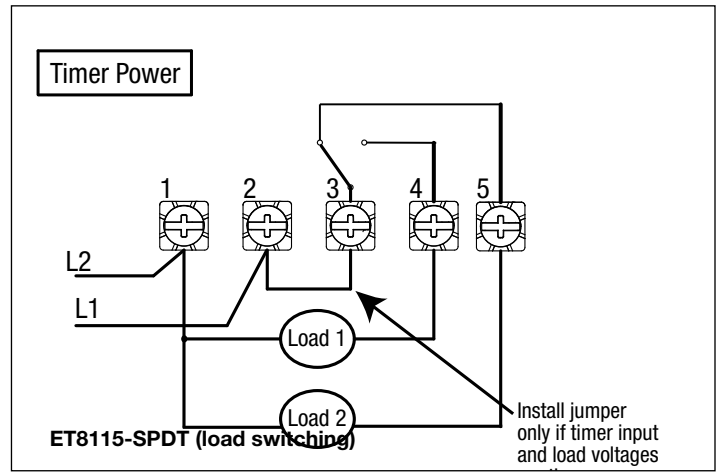 Timer Power
1 2 3 4 5
L2
L1
Load 1
Load 2
ET8115-SPDT (load switching)
Install jumper
only if timer input
and load voltages